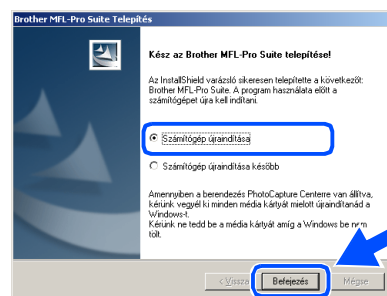 Brother MFL-Pro Suite Telepítés
Kész az Brother MFL-Pro Suite telepítése!
Az InstallShield varázsló sikeresen telepítette a következőt:
Brother MFL-Pro Suite. A program használata előtt a
számítógépet újra kell indítani.
Számítógép újraindítása
Számítógép újraindítása később
Amennyiben a berendezés PhotoCapture Centerre van állítva,
kérünk vegyél ki minden média kártyát mielott újraindítanád a
Windows-t.
Kérünk ne tedd be a média kártyát amíg a Windows be nem
tölt.
< Vissza Befejezés Mégse